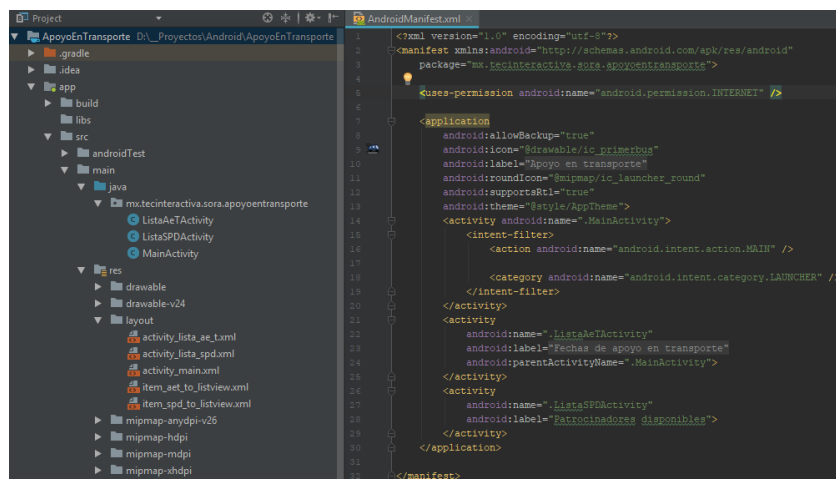 Project
ApoyoEnTransporte D:\__Proyectos\Android\ApoyoEnTransporte
.gradle
.idea
app
build
libs
src
androidTest
main
java
mx.tecinteractiva.sora.apoyoentransporte
ListaAeTActivity
ListaSPDActivity
MainActivity
res
drawable
drawable-v24
layout
activity_lista_ae_t.xml
activity_lista_spd.xml
activity_main.xml
item_aet_to_listview.xml
item_spd_to_listview.xml
mipmap-anydpi-v26
mipmap-hdpi
mipmap-mdpi
mipmap-xhdpi
AndroidManifest.xml
1 <?xml version="1.0" encoding="utf-8"?>
2 <manifest xmlns:android="http://schemas.android.com/apk/res/android"
3 package="mx.tecinteractiva.sora.apoyoentransporte">
4
5 <uses-permission android:name="android.permission.INTERNET" />
6
7 <application
8 android:allowBackup="true"
9 android:icon="@drawable/ic_primerbus"
10 android:label="Apoyo en transporte"
11 android:roundIcon="@mipmap/ic_launcher_round"
12 android:supportsRtl="true"
13 android:theme="@style/AppTheme">
14 <activity android:name=".MainActivity">
15 <intent-filter>
16 <action android:name="android.intent.action.MAIN" />
17
18 <category android:name="android.intent.category.LAUNCHER" /
19 </intent-filter>
20 </activity>
21 <activity
22 android:name=".ListaAeTActivity"
23 android:label="Fechas de apoyo en transporte"
24 android:parentActivityName=".MainActivity">
25 </activity>
26 <activity
27 android:name=".ListaSPDActivity"
28 android:label="Patrocinadores disponibles">
29 </activity>
30 </application>
31
32 </manifest>